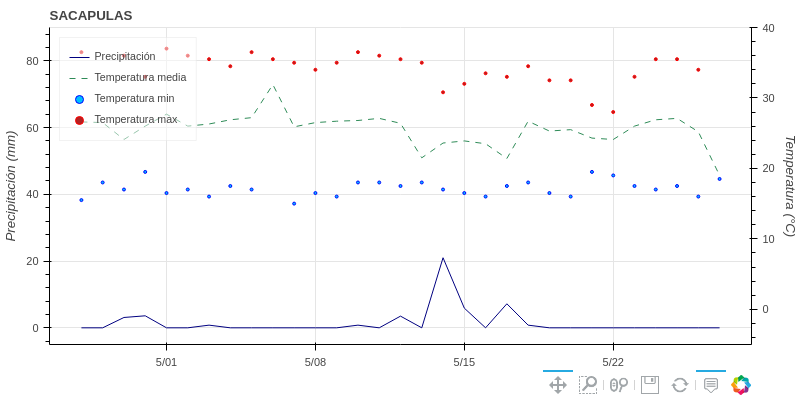 SACAPULAS
Precipitación
Temperatura media
Temperatura min
Temperatura max
Precipitación (mm)
80
60
40
20
0
Temperatura (°C)
40
30
20
10
0
5/01
5/08
5/15
5/22